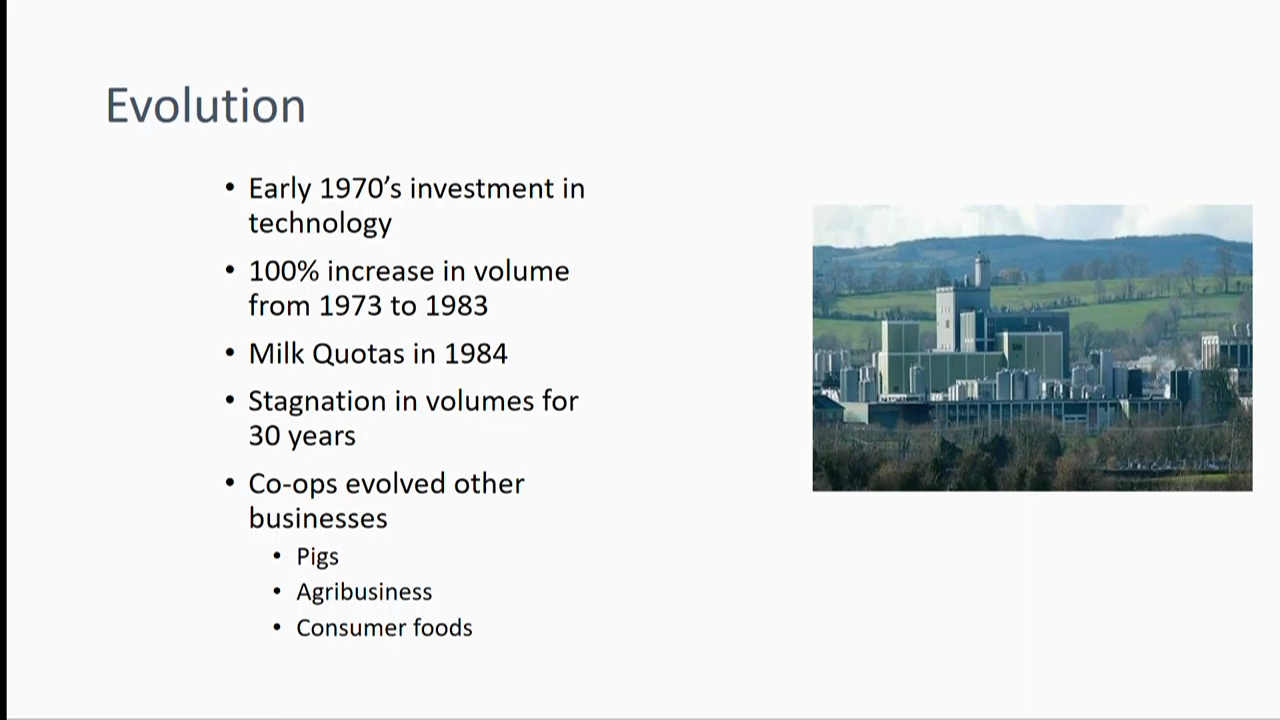 Evolution
• Early 1970’s investment in
technology
• 100% increase in volume
from 1973 to 1983
• Milk Quotas in 1984
• Stagnation in volumes for
30 years
• Co-ops evolved other
businesses
• Pigs
• Agribusiness
• Consumer foods